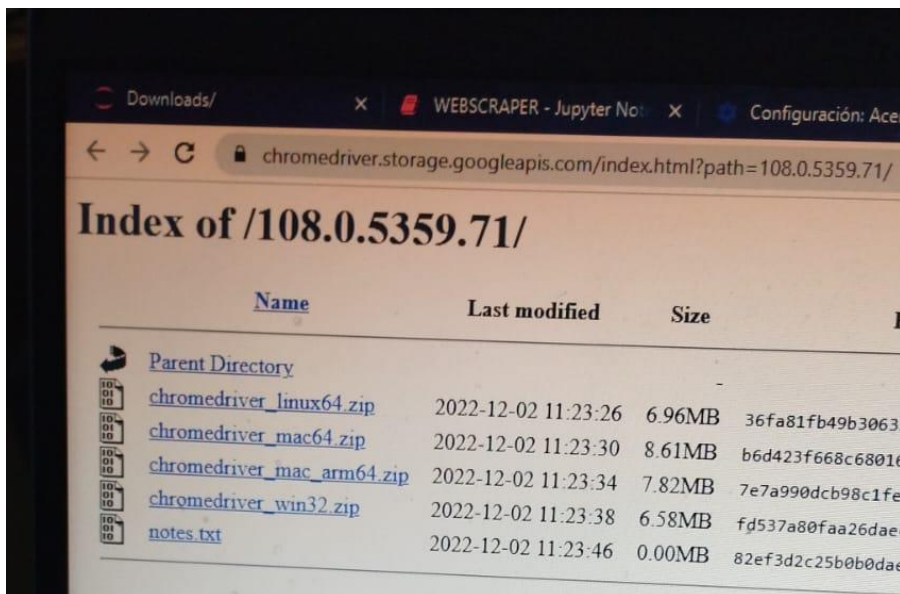 Downloads/ WEBSCRAPER - Jupyter Not Configuración: Ace
chromedriver.storage.googleapis.com/index.html?path=108.0.5359.71/
Index of /108.0.5359.71/
Name Last modified Size
Parent Directory -
chromedriver_linux64.zip 2022-12-02 11:23:26 6.96MB 36fa81fb49b3063
chromedriver_mac64.zip 2022-12-02 11:23:30 8.61MB b6d423f668c68016
chromedriver_mac_arm64.zip 2022-12-02 11:23:34 7.82MB 7e7a990dcb98c1fe
chromedriver_win32.zip 2022-12-02 11:23:38 6.58MB fd537a80faa26dae
notes.txt 2022-12-02 11:23:46 0.00MB 82ef3d2c25b0b0dae